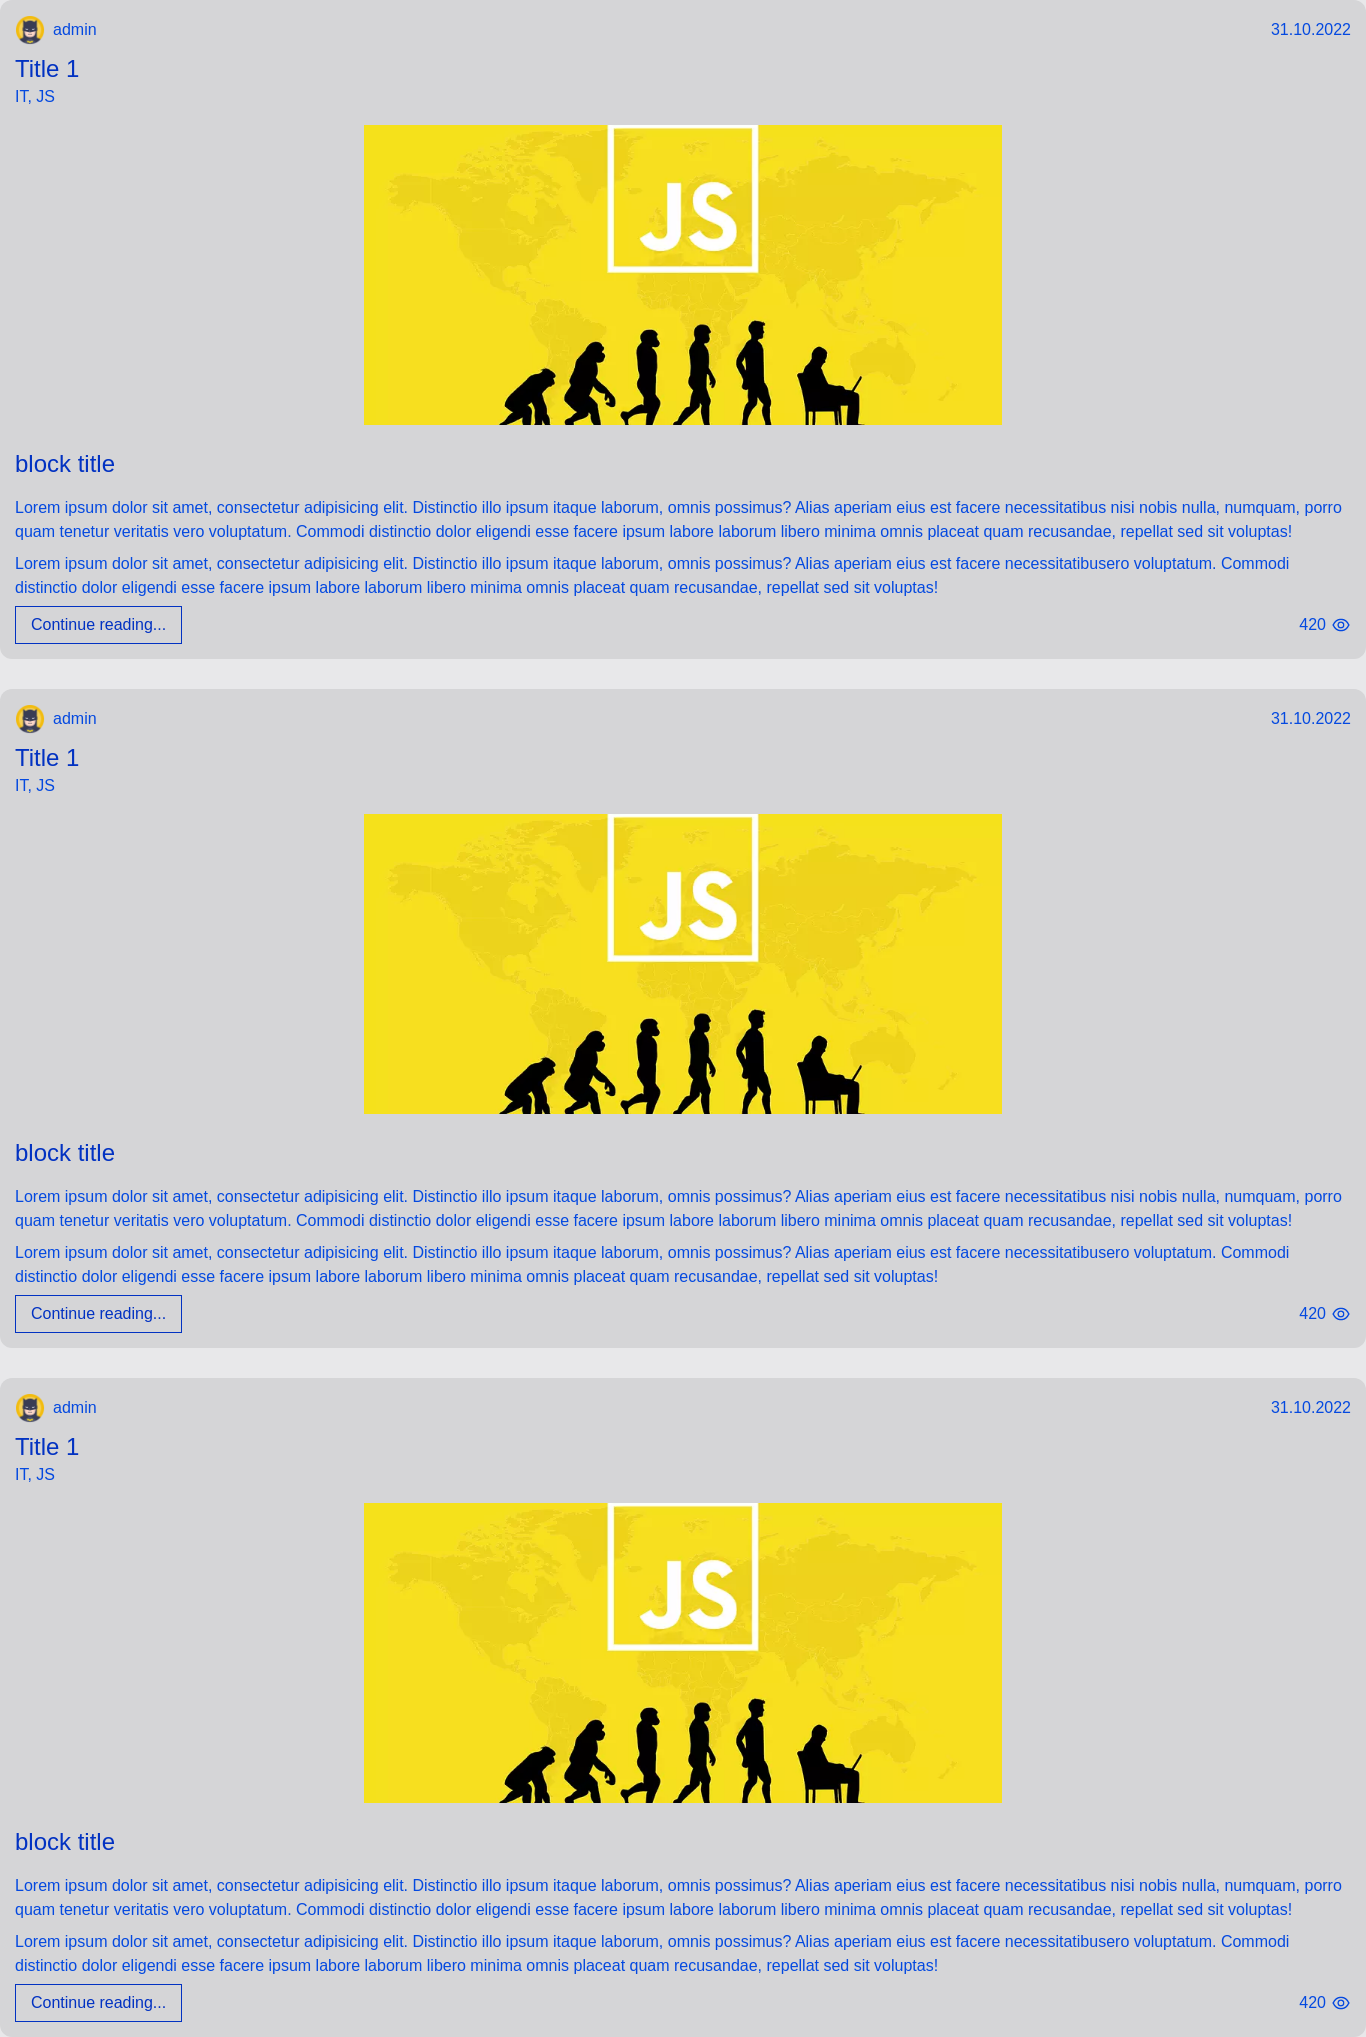 admin 31.10.2022
Title 1
IT, JS
JS
block title
Lorem ipsum dolor sit amet, consectetur adipisicing elit. Distinctio illo ipsum itaque laborum, omnis possimus? Alias aperiam eius est facere necessitatibus nisi nobis nulla, numquam, porro
quam tenetur veritatis vero voluptatum. Commodi distinctio dolor eligendi esse facere ipsum labore laborum libero minima omnis placeat quam recusandae, repellat sed sit voluptas!
Lorem ipsum dolor sit amet, consectetur adipisicing elit. Distinctio illo ipsum itaque laborum, omnis possimus? Alias aperiam eius est facere necessitatibusero voluptatum. Commodi
distinctio dolor eligendi esse facere ipsum labore laborum libero minima omnis placeat quam recusandae, repellat sed sit voluptas!
Continue reading... 420
admin 31.10.2022
Title 1
IT, JS
JS
block title
Lorem ipsum dolor sit amet, consectetur adipisicing elit. Distinctio illo ipsum itaque laborum, omnis possimus? Alias aperiam eius est facere necessitatibus nisi nobis nulla, numquam, porro
quam tenetur veritatis vero voluptatum. Commodi distinctio dolor eligendi esse facere ipsum labore laborum libero minima omnis placeat quam recusandae, repellat sed sit voluptas!
Lorem ipsum dolor sit amet, consectetur adipisicing elit. Distinctio illo ipsum itaque laborum, omnis possimus? Alias aperiam eius est facere necessitatibusero voluptatum. Commodi
distinctio dolor eligendi esse facere ipsum labore laborum libero minima omnis placeat quam recusandae, repellat sed sit voluptas!
Continue reading... 420
admin 31.10.2022
Title 1
IT, JS
JS
block title
Lorem ipsum dolor sit amet, consectetur adipisicing elit. Distinctio illo ipsum itaque laborum, omnis possimus? Alias aperiam eius est facere necessitatibus nisi nobis nulla, numquam, porro
quam tenetur veritatis vero voluptatum. Commodi distinctio dolor eligendi esse facere ipsum labore laborum libero minima omnis placeat quam recusandae, repellat sed sit voluptas!
Lorem ipsum dolor sit amet, consectetur adipisicing elit. Distinctio illo ipsum itaque laborum, omnis possimus? Alias aperiam eius est facere necessitatibusero voluptatum. Commodi
distinctio dolor eligendi esse facere ipsum labore laborum libero minima omnis placeat quam recusandae, repellat sed sit voluptas!
Continue reading... 420